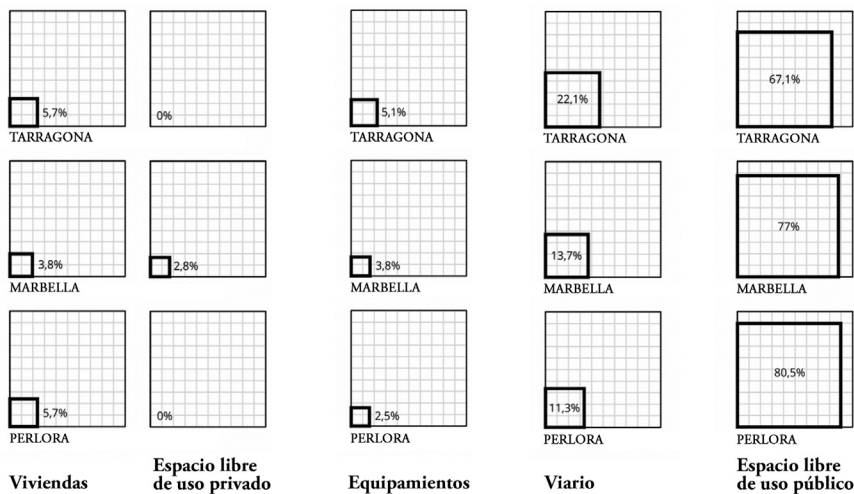 5,7%
0%
5,1%
22,1%
67,1%
TARRAGONA
TARRAGONA
TARRAGONA
TARRAGONA
3,8%
2,8%
3,8%
13,7%
77%
MARBELLA
MARBELLA
MARBELLA
MARBELLA
5,7%
0%
2,5%
11,3%
80,5%
PERLORA
PERLORA
PERLORA
PERLORA
Viviendas
Espacio libre
de uso privado
Equipamientos
Viario
Espacio libre
de uso público